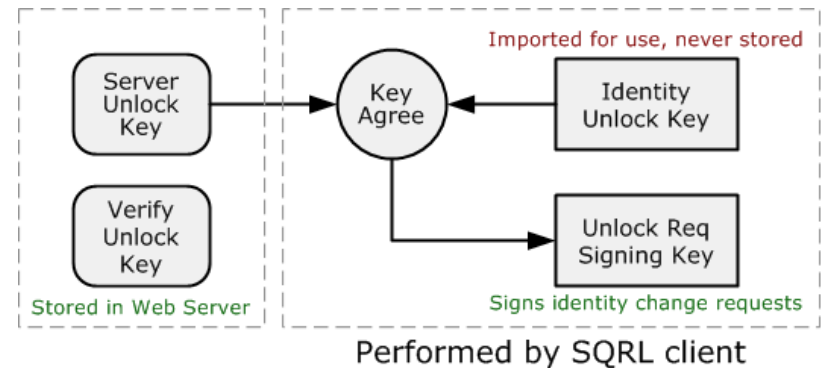 Imported for use, never stored
Server
Unlock
Key
Key
Agree
Identity
Unlock Key
Verify
Unlock
Key
Unlock Req
Signing Key
Stored in Web Server
Signs identity change requests
Performed by SQRL client